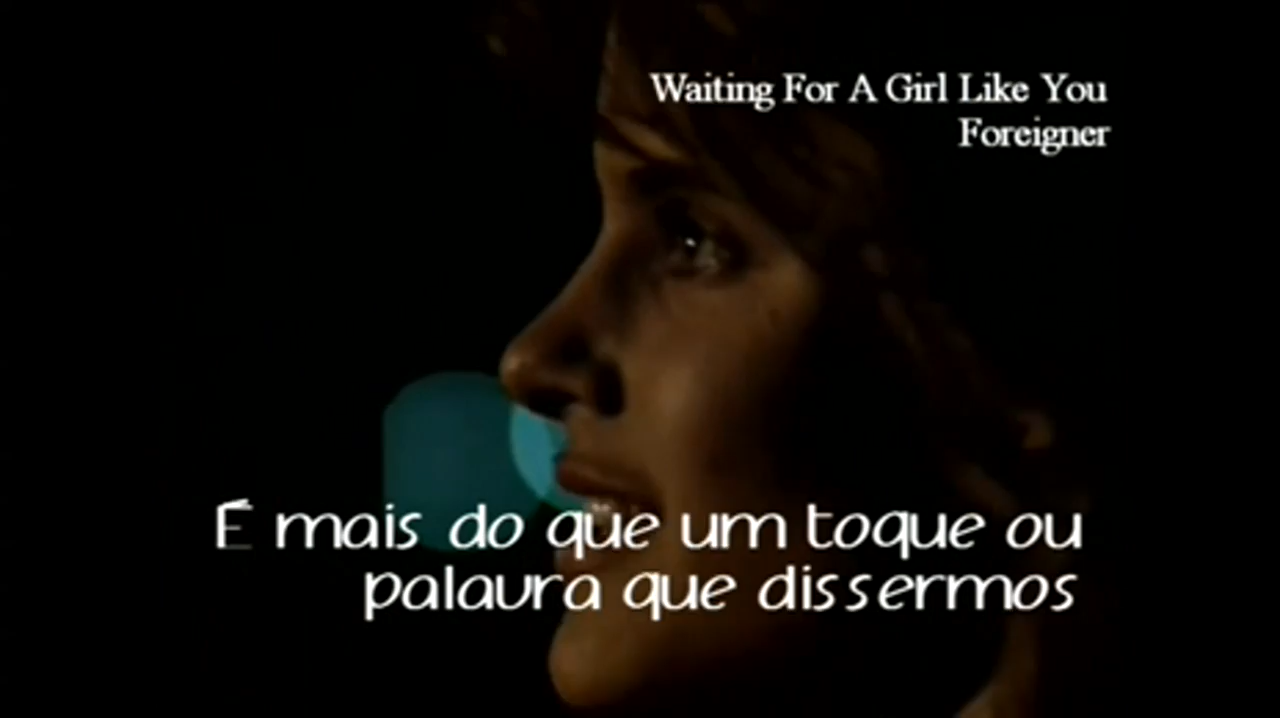 Waiting For A Girl Like You
Foreigner
É mais do que um toque ou
palavra que dissermos